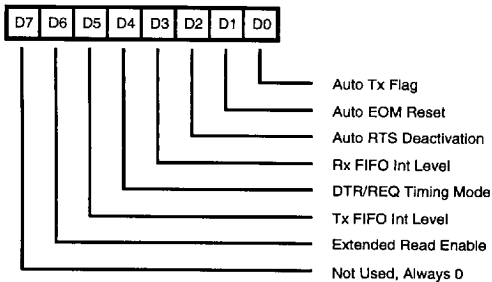 D7 D6 D5 D4 D3 D2 D1 D0
Auto Tx Flag
Auto EOM Reset
Auto RTS Deactivation
Rx FIFO Int Level
DTR/REQ Timing Mode
Tx FIFO Int Level
Extended Read Enable
Not Used, Always 0